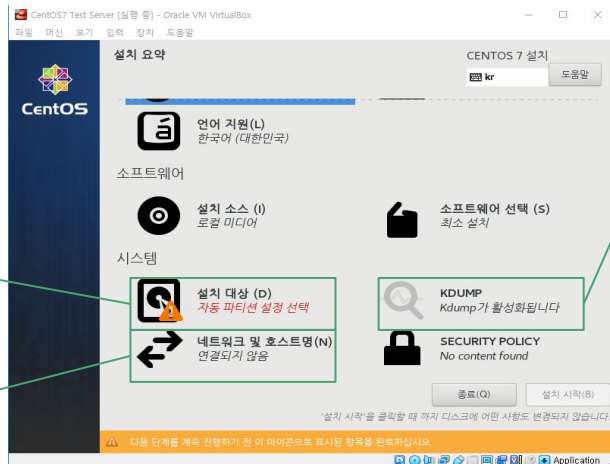 CentOS7 Test Server [실행 중] - Oracle VM VirtualBox
파일 머신 보기 입력 장치 도움말
설치 요약
CENTOS 7 설치
kr
도움말
CentOS
언어 지원(L)
한국어 (대한민국)
소프트웨어
설치 소스 (I)
로컬 미디어
소프트웨어 선택 (S)
최소 설치
시스템
설치 대상 (D)
자동 파티션 설정 선택
KDUMP
Kdump가 활성화됩니다
네트워크 및 호스트명(N)
연결되지 않음
SECURITY POLICY
No content found
종료(Q)
설치 시작(B)
'설치 시작'을 클릭할 때 까지 디스크에 어떤 사항도 변경되지 않습니다.
다음 단계를 계속 진행하기 전 이 아이콘으로 표시된 항목을 완료하십시오.
Application